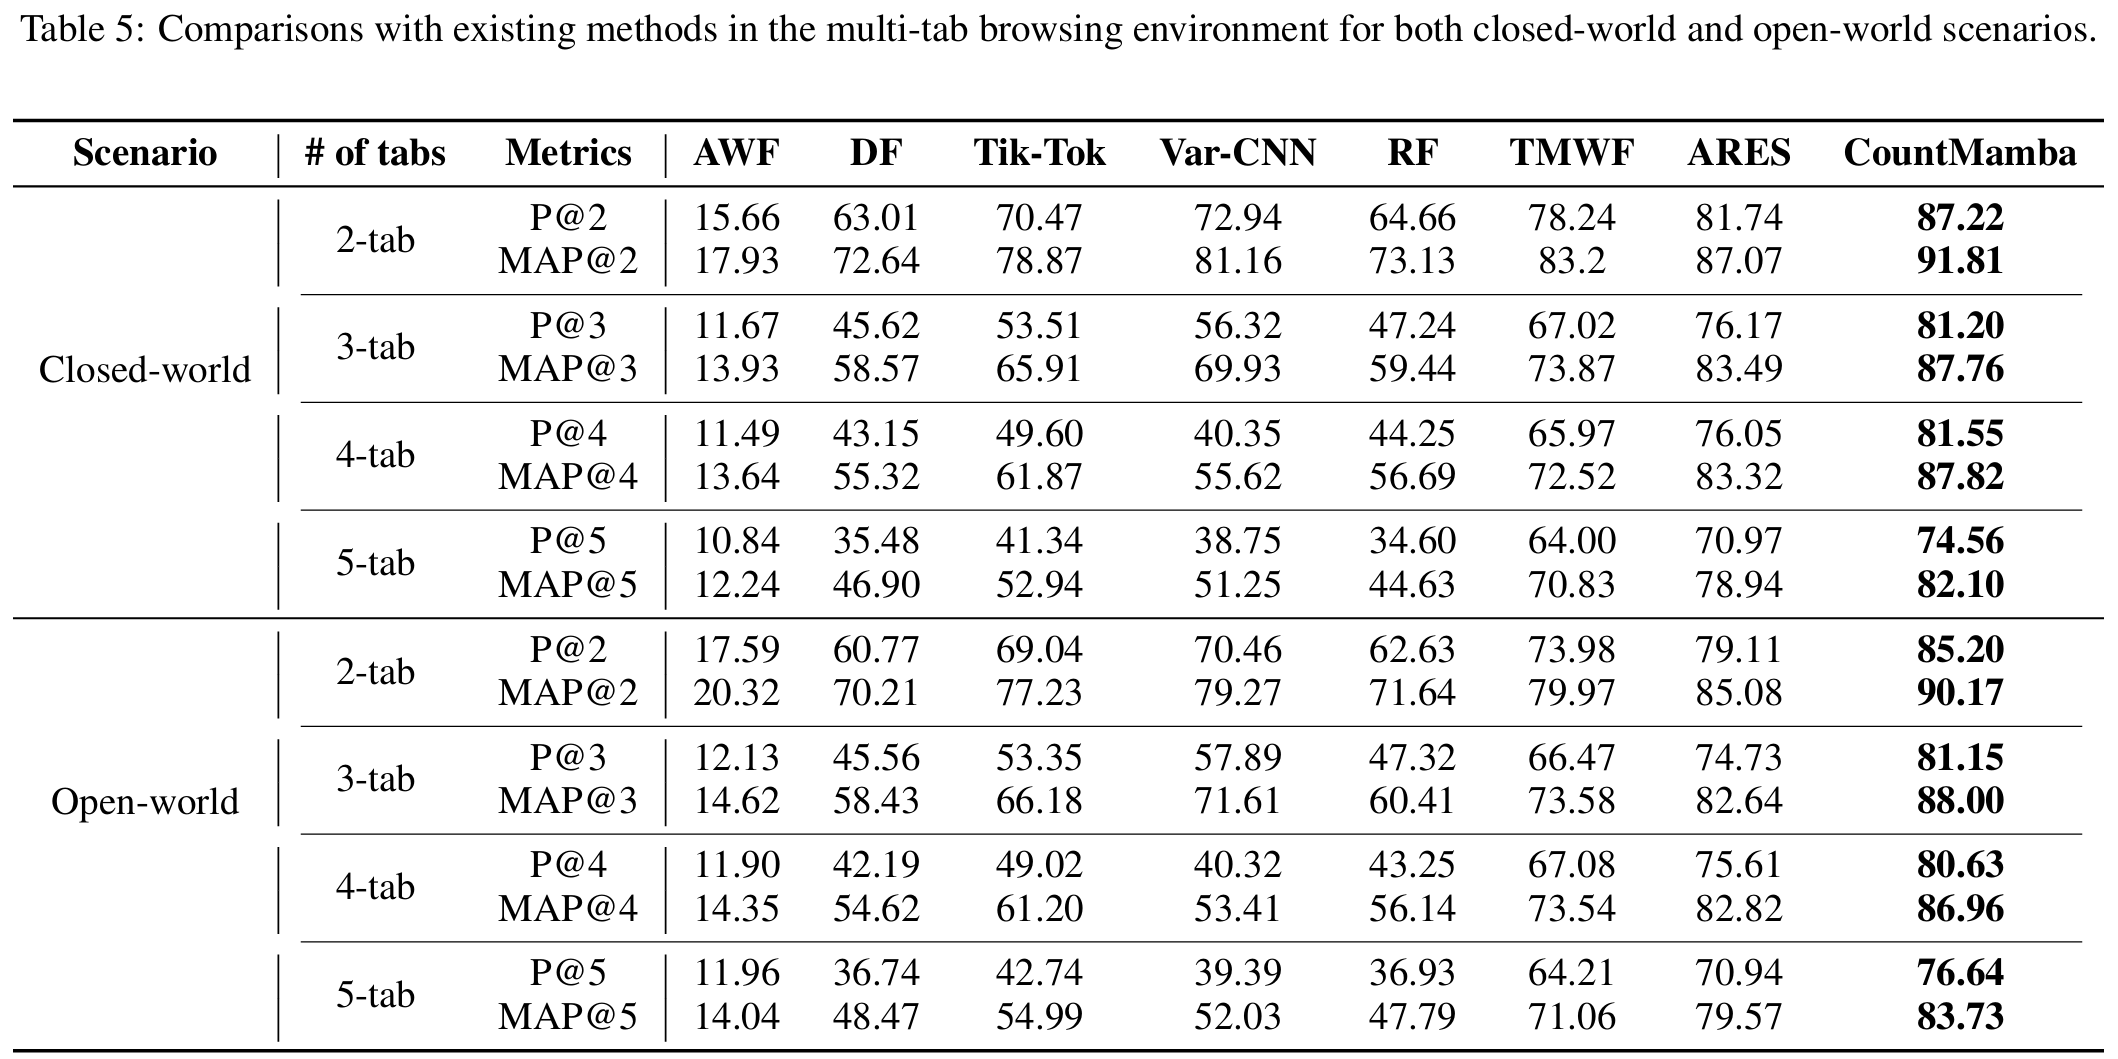 Table 5: Comparisons with existing methods in the multi-tab browsing environment for both closed-world and open-world scenarios.
Scenario # of tabs Metrics AWF DF Tik-Tok Var-CNN RF TMWF ARES CountMamba
Closed-world
2-tab
P@2 15.66 63.01 70.47 72.94 64.66 78.24 81.74 87.22
MAP@2 17.93 72.64 78.87 81.16 73.13 83.2 87.07 91.81
3-tab
P@3 11.67 45.62 53.51 56.32 47.24 67.02 76.17 81.20
MAP@3 13.93 58.57 65.91 69.93 59.44 73.87 83.49 87.76
4-tab
P@4 11.49 43.15 49.60 40.35 44.25 65.97 76.05 81.55
MAP@4 13.64 55.32 61.87 55.62 56.69 72.52 83.32 87.82
5-tab
P@5 10.84 35.48 41.34 38.75 34.60 64.00 70.97 74.56
MAP@5 12.24 46.90 52.94 51.25 44.63 70.83 78.94 82.10
Open-world
2-tab
P@2 17.59 60.77 69.04 70.46 62.63 73.98 79.11 85.20
MAP@2 20.32 70.21 77.23 79.27 71.64 79.97 85.08 90.17
3-tab
P@3 12.13 45.56 53.35 57.89 47.32 66.47 74.73 81.15
MAP@3 14.62 58.43 66.18 71.61 60.41 73.58 82.64 88.00
4-tab
P@4 11.90 42.19 49.02 40.32 43.25 67.08 75.61 80.63
MAP@4 14.35 54.62 61.20 53.41 56.14 73.54 82.82 86.96
5-tab
P@5 11.96 36.74 42.74 39.39 36.93 64.21 70.94 76.64
MAP@5 14.04 48.47 54.99 52.03 47.79 71.06 79.57 83.73